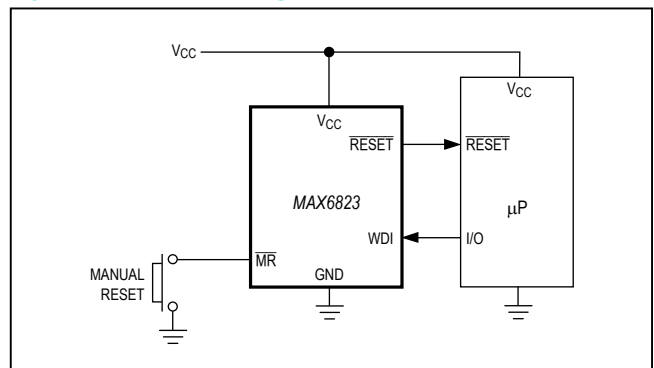 VCC
VCC
VCC
RESET
RESET
MAX6823
µP
WDI
I/O
MR
MANUAL
RESET
GND